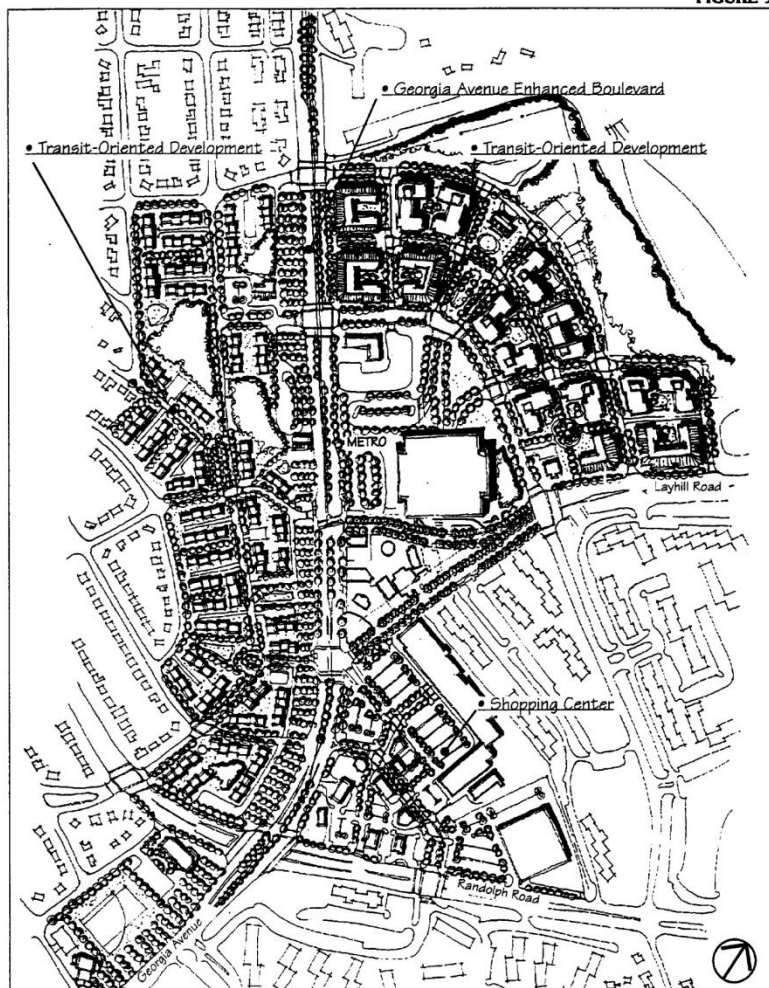 • Georgia Avenue Enhanced Boulevard
• Transit-Oriented Development
• Transit-Oriented Development
METRO
Layhill Road
• Shopping Center
Randolph Road
Georgia Avenue